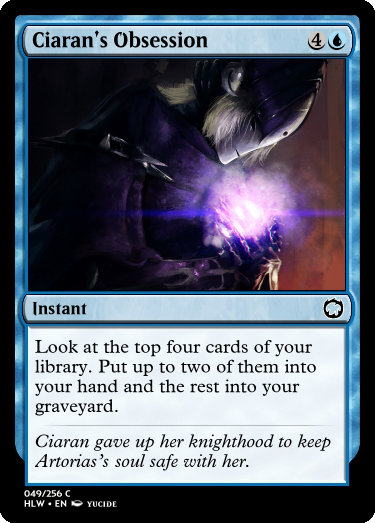 Ciaran's Obsession 4
Instant
Look at the top four cards of your
library. Put up to two of them into
your hand and the rest into your
graveyard.
Ciaran gave up her knighthood to keep
Artorias's soul safe with her.
049/256 C
HLW • EN YUCIDE